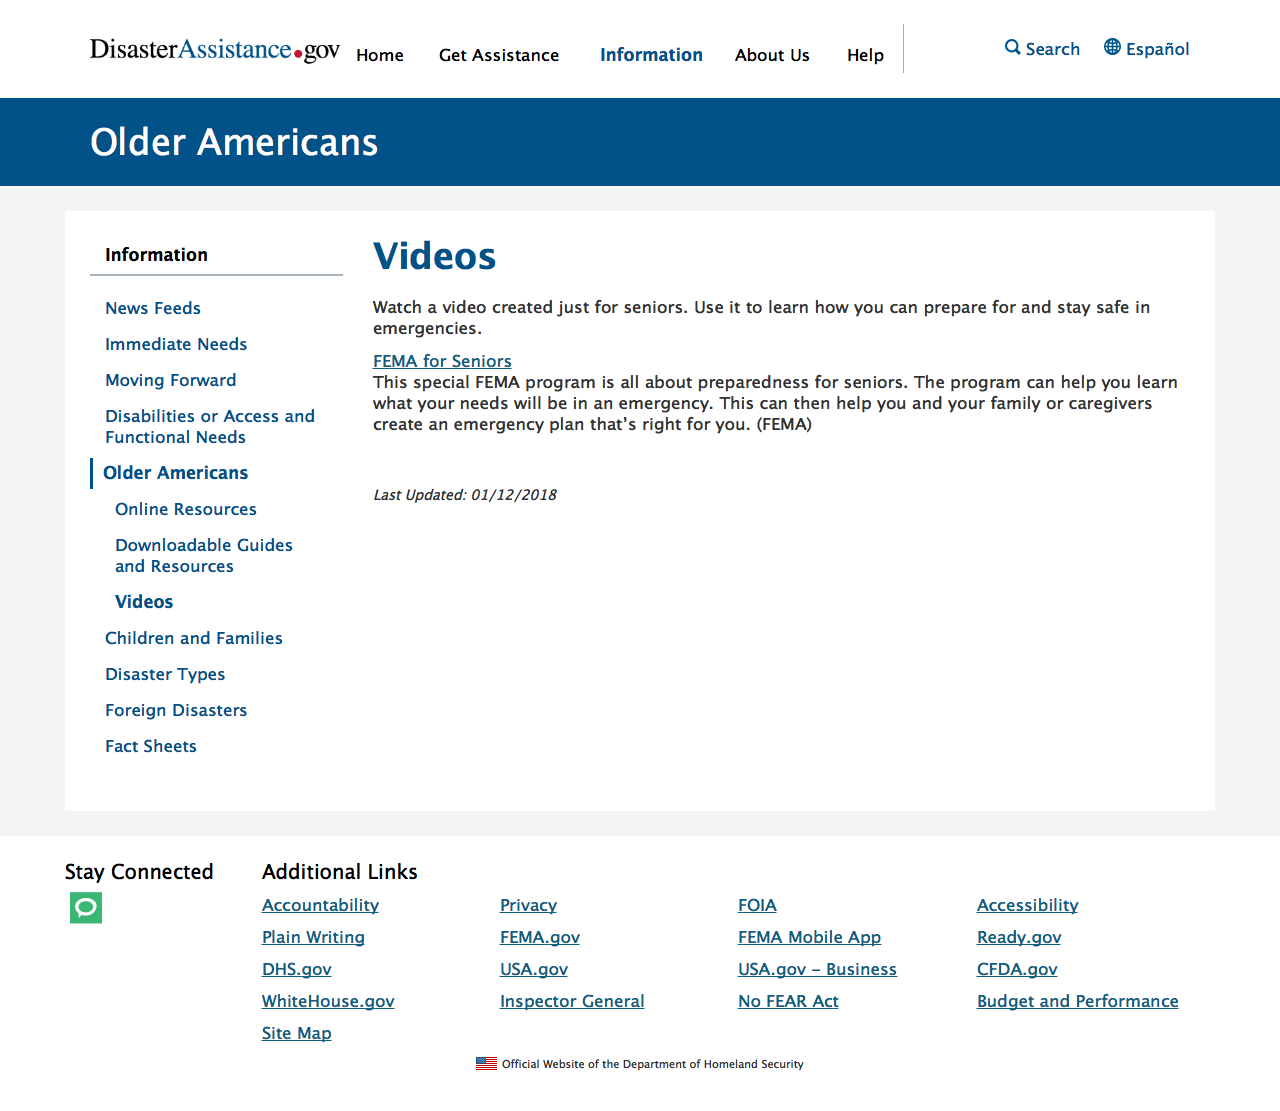 DisasterAssistance.gov
Home
Get Assistance
Information
About Us
Help
Search
Español
Older Americans
Information
News Feeds
Immediate Needs
Moving Forward
Disabilities or Access and
Functional Needs
Older Americans
Online Resources
Downloadable Guides
and Resources
Videos
Children and Families
Disaster Types
Foreign Disasters
Fact Sheets
Videos
Watch a video created just for seniors. Use it to learn how you can prepare for and stay safe in
emergencies.
FEMA for Seniors
This special FEMA program is all about preparedness for seniors. The program can help you learn
what your needs will be in an emergency. This can then help you and your family or caregivers
create an emergency plan that's right for you. (FEMA)
Last Updated: 01/12/2018
Stay Connected
Additional Links
Accountability
Privacy
FOIA
Accessibility
Plain Writing
FEMA.gov
FEMA Mobile App
Ready.gov
DHS.gov
USA.gov
USA.gov – Business
CFDA.gov
WhiteHouse.gov
Inspector General
No FEAR Act
Budget and Performance
Site Map
Official Website of the Department of Homeland Security